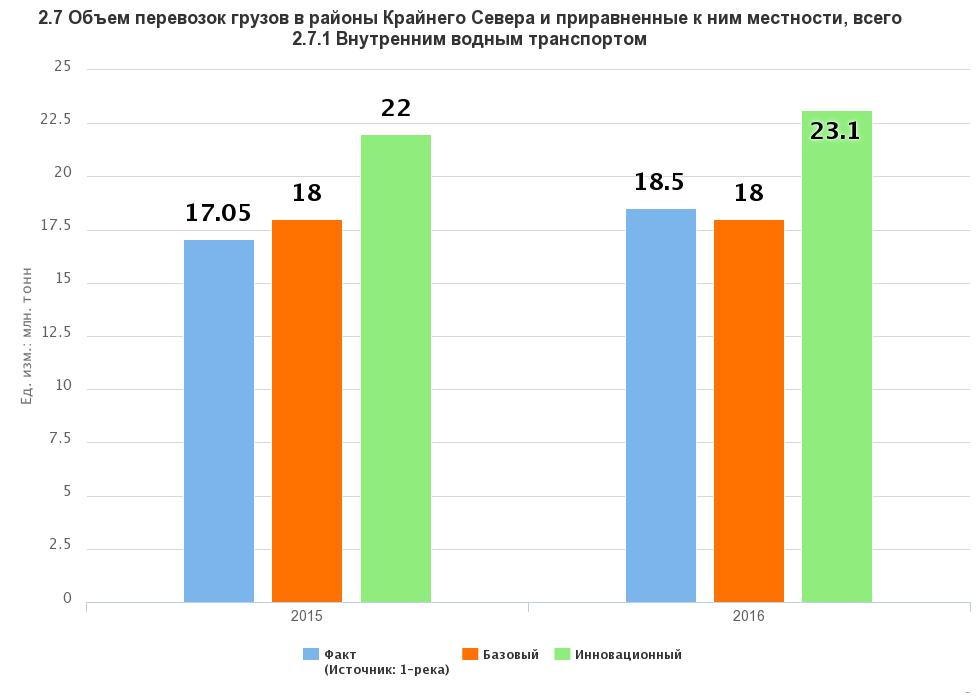 2.7 Объем перевозок грузов в районы Крайнего Севера и приравненные к ним местности, всего
2.7.1 Внутренним водным транспортом
25
22.5
20
17.5
15
12.5
10
7.5
5
2.5
0
Ед. изм.: млн. тонн
17.05
18
22
18.5
18
23.1
2015
2016
Факт
(Источник: 1-река)
Базовый
Инновационный